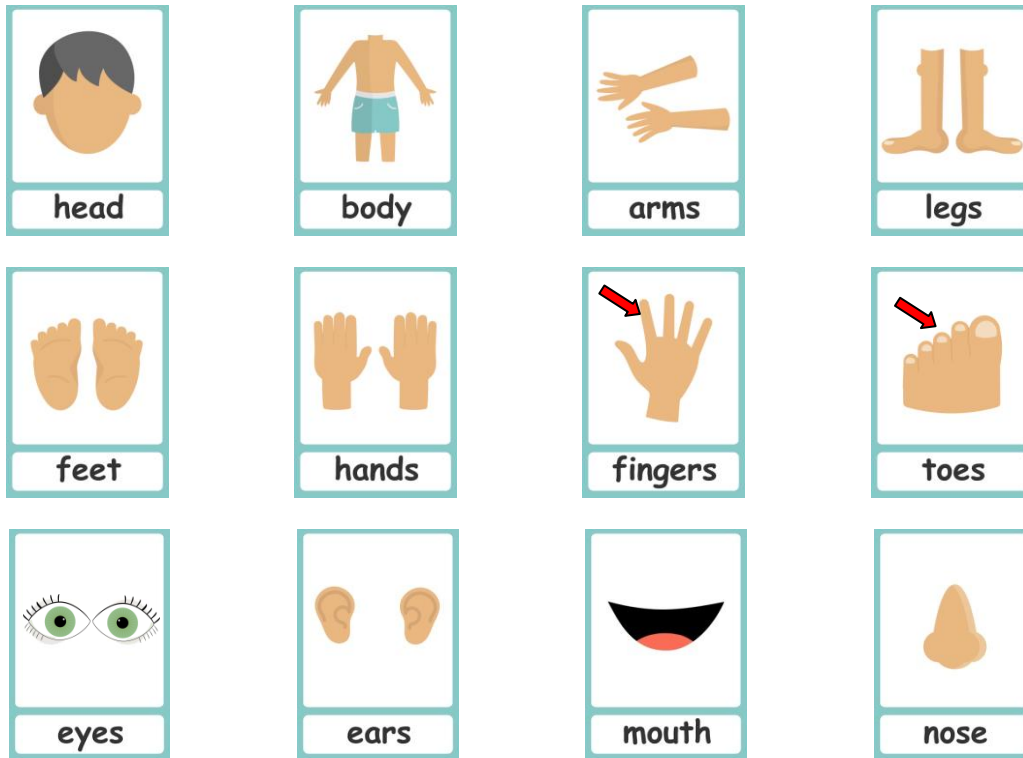 head
body
arms
legs
feet
hands
fingers
toes
eyes
ears
mouth
nose